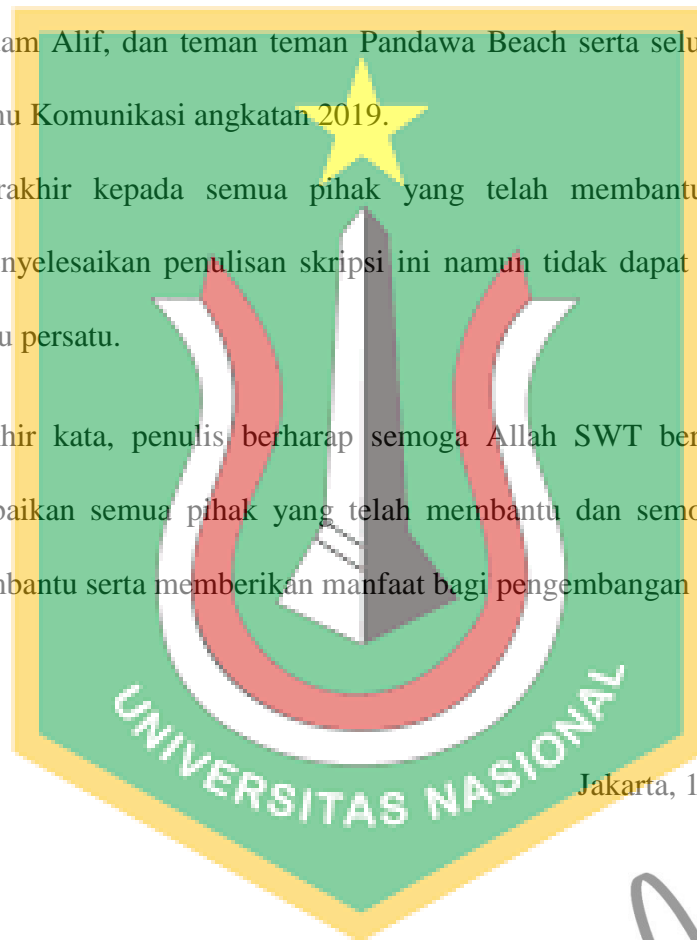 am Alif, dan teman teman Pandawa Beach serta selu
u Komunikasi angkatan 2019.
rakhir kepada semua pihak yang telah membantu
nyelesaikan penulisan skripsi ini namun tidak dapat
u persatu.
hir kata, penulis berharap semoga Allah SWT ber
baikan semua pihak yang telah membantu dan semo
bantu serta memberikan manfaat bagi pengembangan
UNIVERSITAS NASIONAL
Jakarta, 1